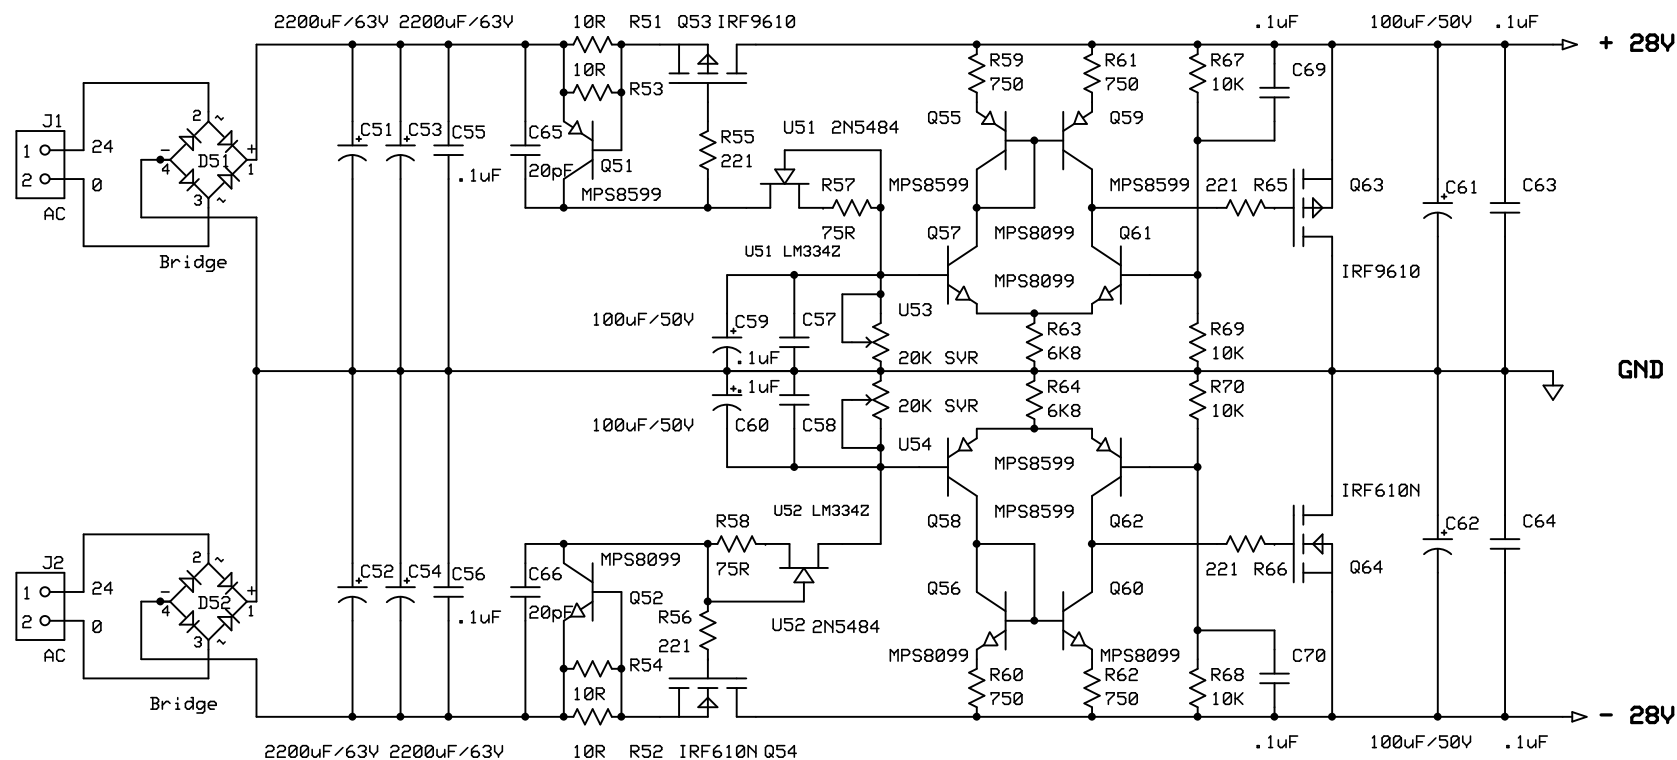 2200uF/63V 2200uF/63V 10R R51 Q53 IRF9610 .1uF 100uF/50V .1uF
+ 28V
10R R53
R59 750
R61 750
R67 10K
C69
J1
1 24
2 0
AC
2 ~
D51
- 4
+ 1
3 ~
Bridge
C51 C53 C55 .1uF
C65 20pF
Q51
MPS8599
R55 221
U51 2N5484
R57
75R
U51 LM334Z
Q55 Q59
MPS8599 MPS8599
221 R65 Q63
C61 C63
Q57 MPS8099 Q61
MPS8099
IRF9610
100uF/50V C59 C57 U53
.1uF 20K SVR
R63 6K8
R69 10K
GND
.1uF
100uF/50V C60 C58 20K SVR
U54
R64 6K8
R70 10K
MPS8599
MPS8599
Q58 Q62
IRF610N
U52 LM334Z
R58
75R
MPS8099
C62 C64
221 R66 Q64
J2
1 24
2 0
AC
2 ~
D52
- 4
+ 1
3 ~
Bridge
C52 C54 C56 .1uF
C66 20pF
Q52
R56 221
U52 2N5484
Q56 Q60
MPS8099 MPS8099
R54
10R
R60 750
R62 750
R68 10K
C70
- 28V
2200uF/63V 2200uF/63V 10R R52 IRF610N Q54 .1uF 100uF/50V .1uF